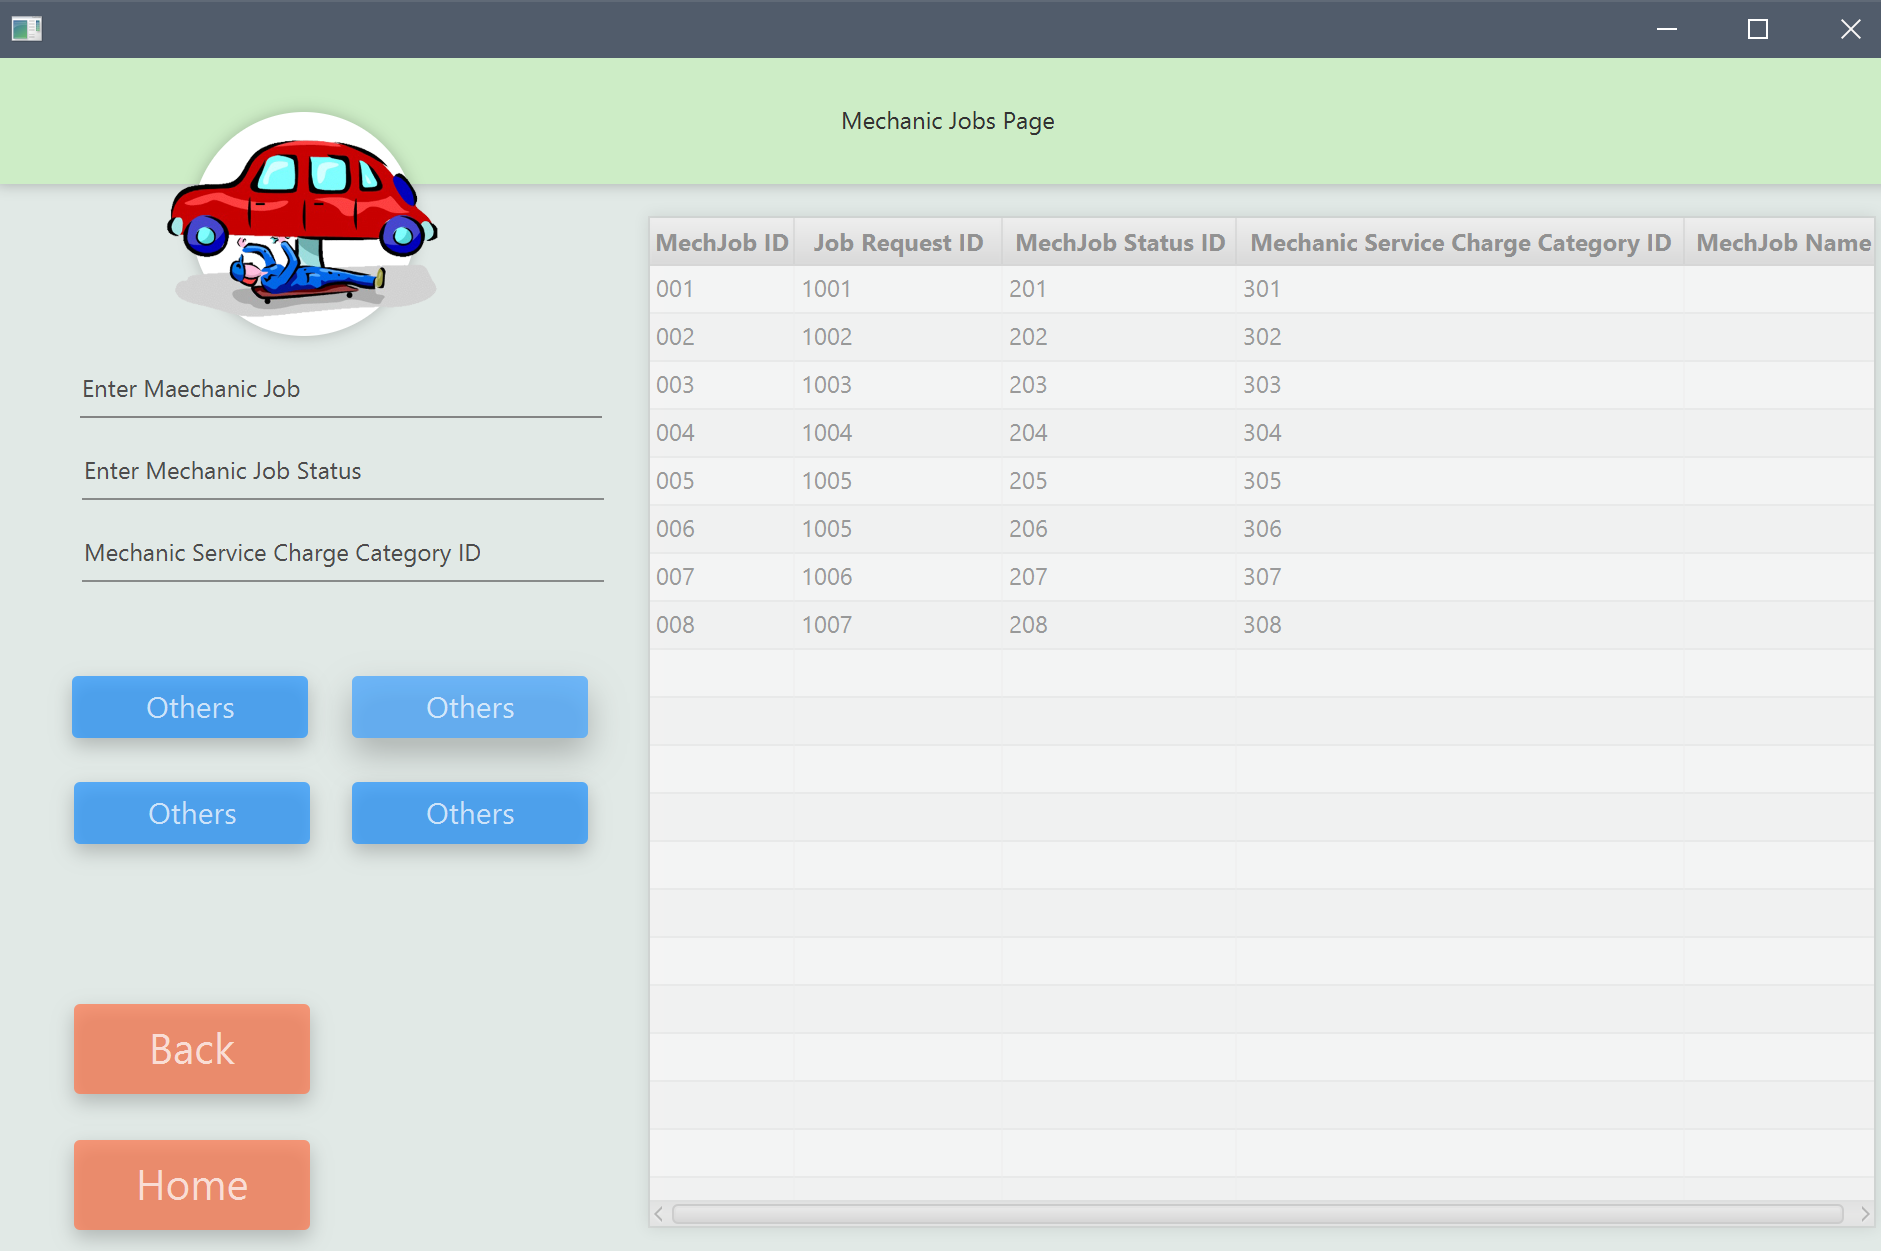 Mechanic Jobs Page
Enter Maechanic Job
Enter Mechanic Job Status
Mechanic Service Charge Category ID
Others Others
Others Others
Back
Home
MechJob ID Job Request ID MechJob Status ID Mechanic Service Charge Category ID MechJob Name
001 1001 201 301
002 1002 202 302
003 1003 203 303
004 1004 204 304
005 1005 205 305
006 1005 206 306
007 1006 207 307
008 1007 208 308